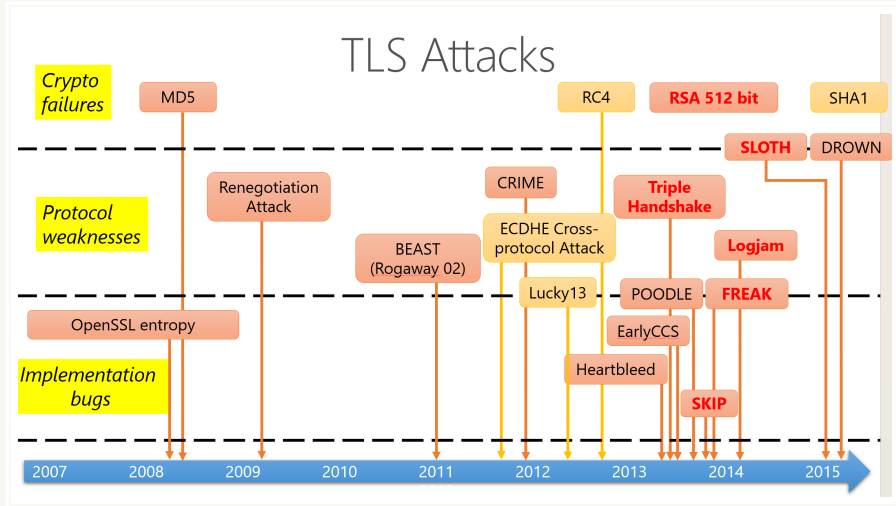 TLS Attacks
Crypto
failures
MD5
RC4
RSA 512 bit
SHA1
SLOTH
DROWN
Renegotiation
Attack
CRIME
Triple
Handshake
Protocol
weaknesses
ECDHE Cross-
protocol Attack
BEAST
(Rogaway 02)
Logjam
Lucky13
POODLE
FREAK
OpenSSL entropy
EarlyCCS
Implementation
bugs
Heartbleed
SKIP
2007
2008
2009
2010
2011
2012
2013
2014
2015